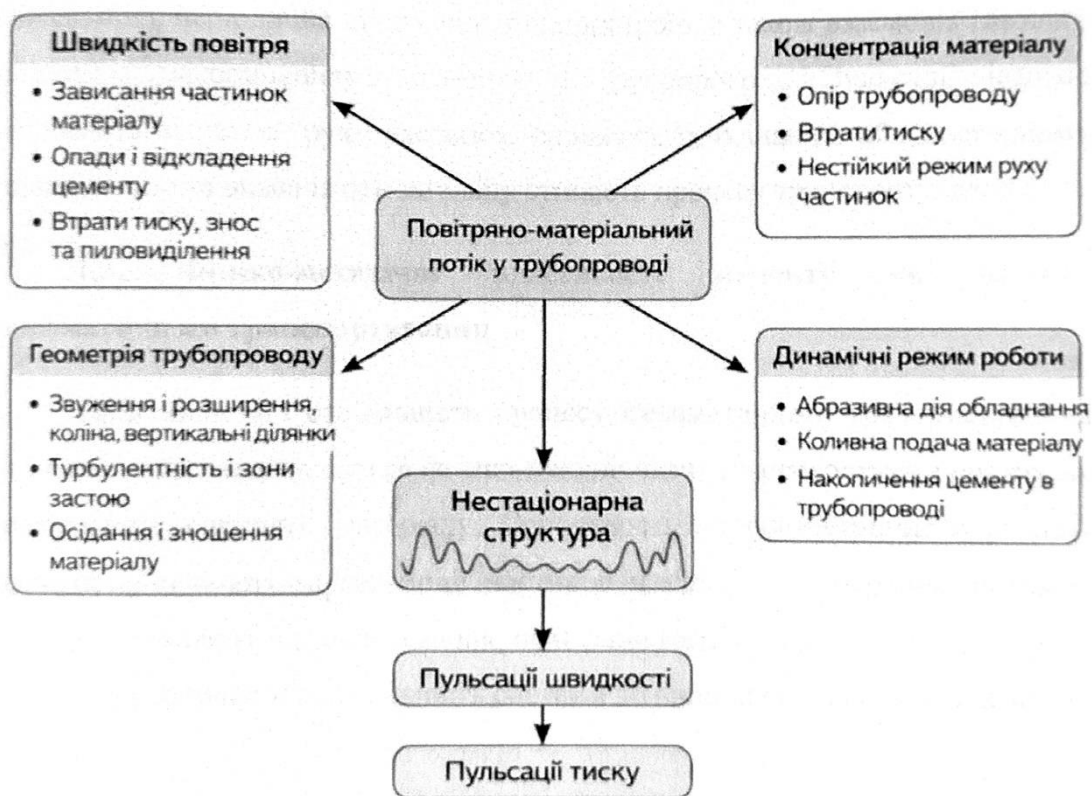 Швидкість повітря
• Зависання частинок
матеріалу
• Опади і відкладення
цементу
• Втрати тиску, знос
та пиловиділення
Концентрація матеріалу
• Опір трубопроводу
• Втрати тиску
• Нестійкий режим руху
частинок
Повітряно-матеріальний
потік у трубопроводі
Геометрія трубопроводу
• Звуження і розширення,
коліна, вертикальні ділянки
• Турбулентність і зони
застою
• Осідання і зношення
матеріалу
Динамічні режим роботи
• Абразивна дія обладнання
• Коливна подача матеріалу
• Накопичення цементу в
трубопроводі
Нестаціонарна
структура
Пульсації швидкості
Пульсації тиску